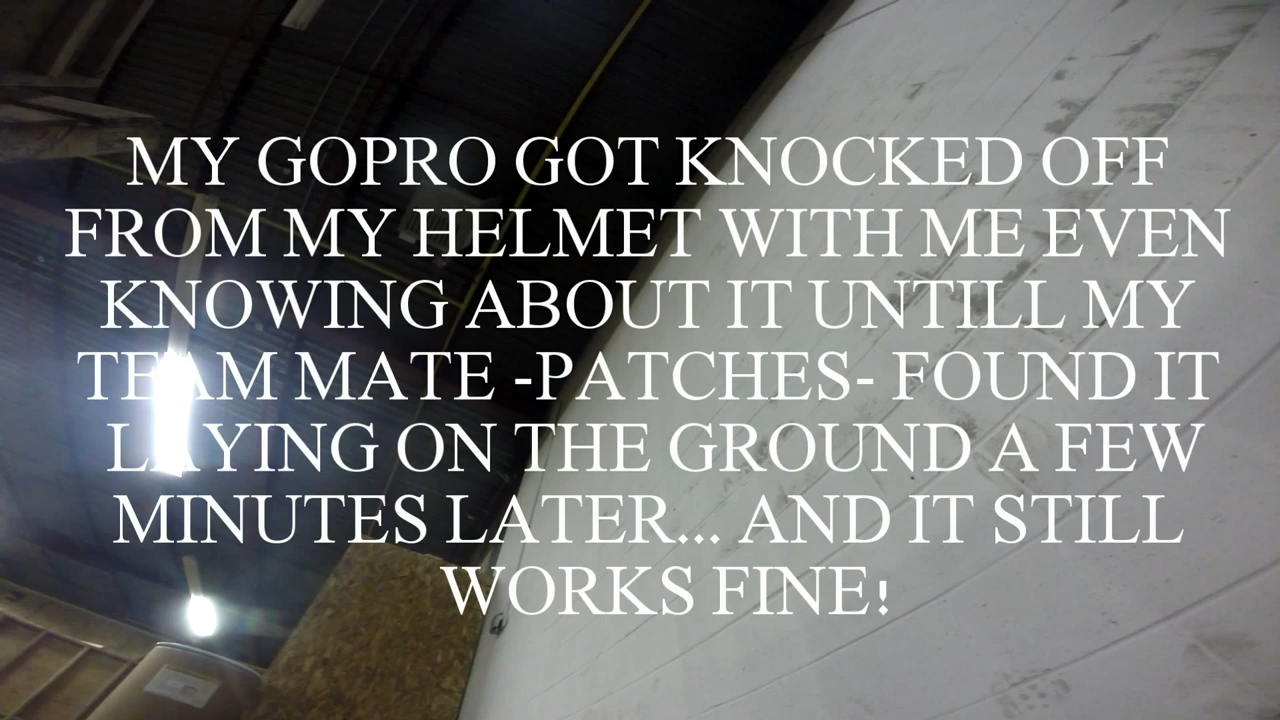 MY GOPRO GOT KNOCKED OFF
FROM MY HELMET WITH ME EVEN
KNOWING ABOUT IT UNTILL MY
TEAM MATE -PATCHES- FOUND IT
LAYING ON THE GROUND A FEW
MINUTES LATER... AND IT STILL
WORKS FINE!